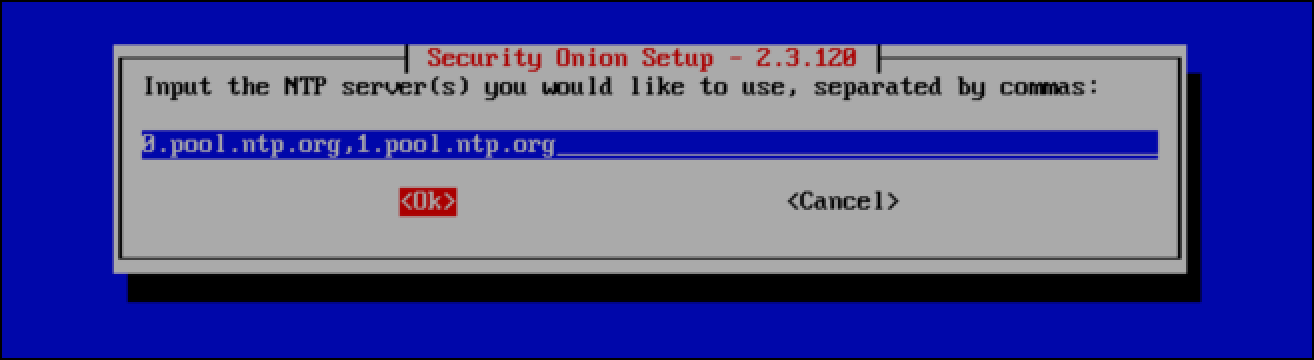 Security Onion Setup - 2.3.120
Input the NTP server(s) you would like to use, separated by commas:
0.pool.ntp.org,1.pool.ntp.org
<Ok> <Cancel>